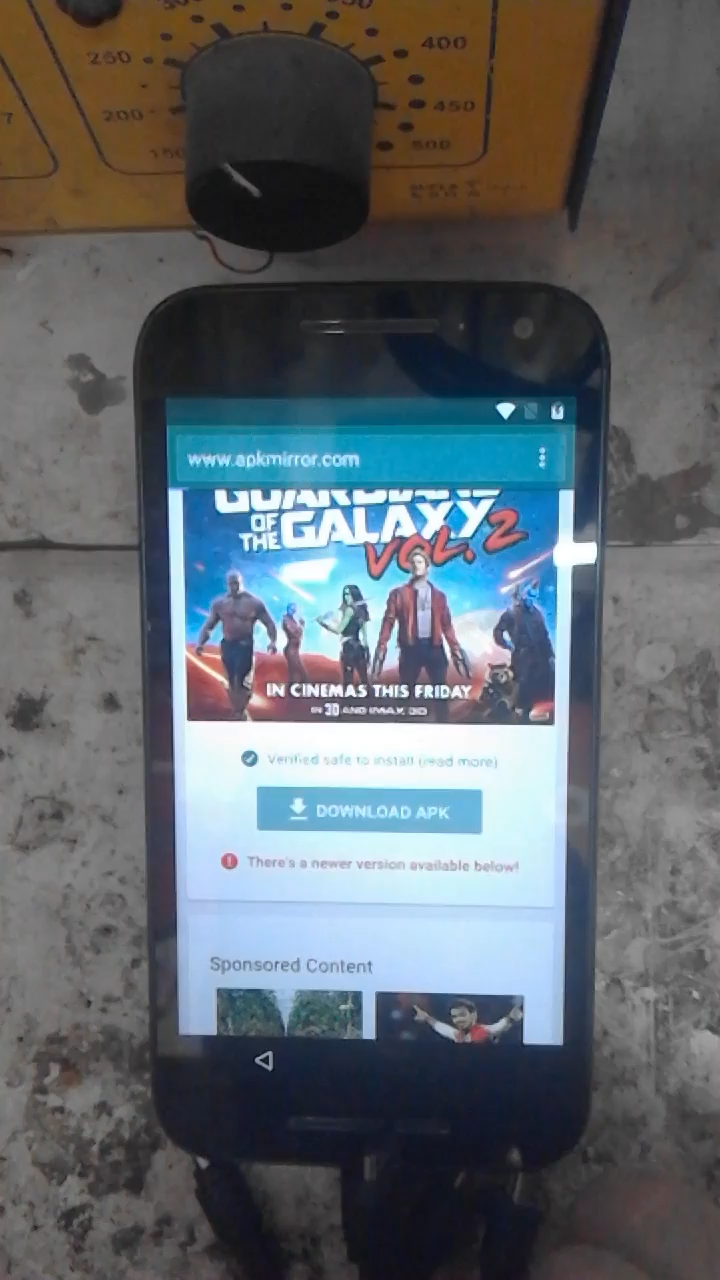 350
400
250
450
200
500
150
www.apkmirror.com
GUARDIANS
OF
THE GALAXY
VOL. 2
IN CINEMAS THIS FRIDAY
IN 3D AND IMAX 3D
Verified safe to install (read more)
DOWNLOAD APK
There's a newer version available below!
Sponsored Content